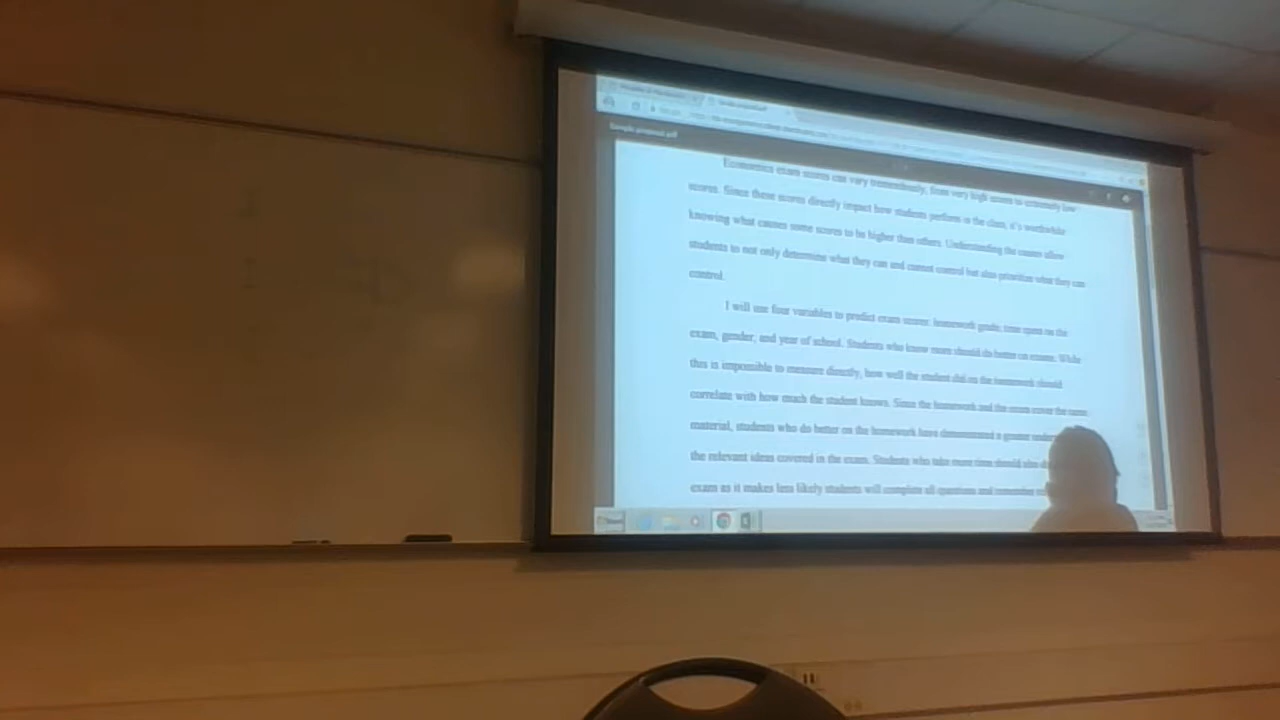 Sample proposal.pdf
Economics exam scores can vary tremendously, from very high scores to extremely low
scores. Since these scores directly impact how students perform in the class, it's worthwhile
knowing what causes some scores to be higher than others. Understanding the causes allow
students to not only determine what they can and cannot control but also prioritize what they can
control.
I will use four variables to predict exam scores: homework grade, time spent on the
exam, gender, and year of school. Students who know more should do better on exams. While
this is impossible to measure directly, how well the student did on the homework should
correlate with how much the student knows. Since the homework and the exam cover the same
material, students who do better on the homework have demonstrated a greater
the relevant ideas covered in the exam. Students who take more time should also
exam as it makes less likely students will complete all questions and